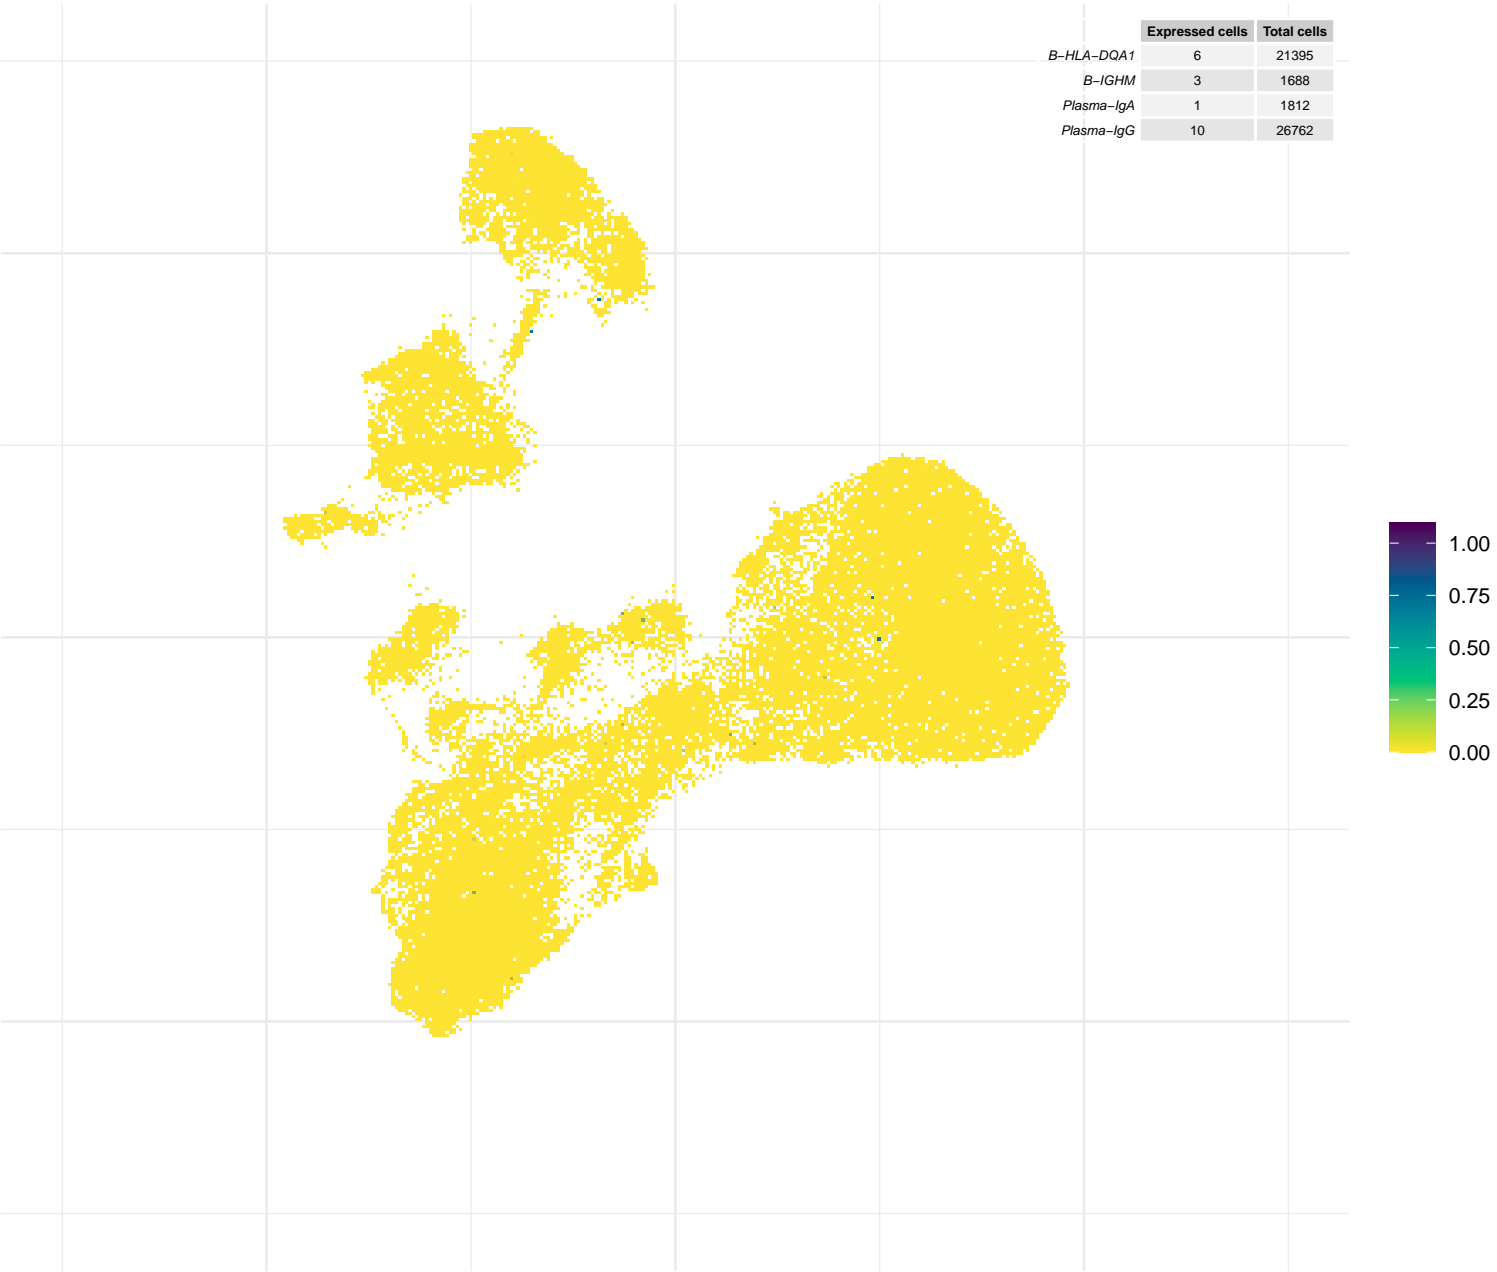 Expressed cells Total cells
B−HLA−DQA1 6 21395
B−IGHM 3 1688
Plasma−IgA 1 1812
Plasma−IgG 10 26762
1.00
0.75
0.50
0.25
0.00